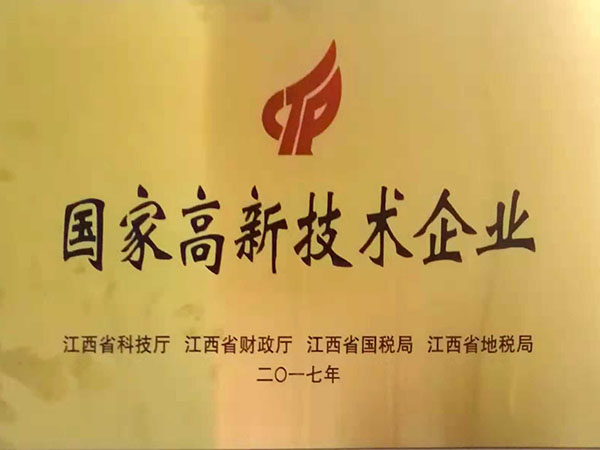 CTP
国家高新技术企业
江西省科技厅 江西省财政厅 江西省国税局 江西省地税局
二〇一七年